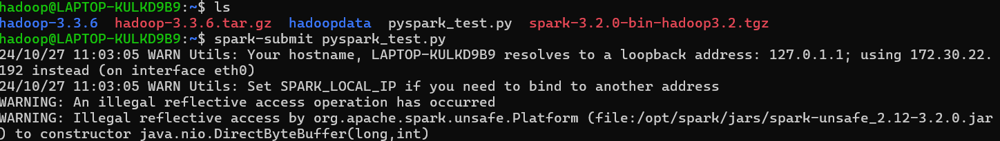 hadoop@LAPTOP-KULKD9B9:~$ ls
hadoop-3.3.6  hadoop-3.3.6.tar.gz  hadoopdata  pyspark_test.py  spark-3.2.0-bin-hadoop3.2.tgz
hadoop@LAPTOP-KULKD9B9:~$ spark-submit pyspark_test.py
24/10/27 11:03:05 WARN Utils: Your hostname, LAPTOP-KULKD9B9 resolves to a loopback address: 127.0.1.1; using 172.30.22.
192 instead (on interface eth0)
24/10/27 11:03:05 WARN Utils: Set SPARK_LOCAL_IP if you need to bind to another address
WARNING: An illegal reflective access operation has occurred
WARNING: Illegal reflective access by org.apache.spark.unsafe.Platform (file:/opt/spark/jars/spark-unsafe_2.12-3.2.0.jar
) to constructor java.nio.DirectByteBuffer(long,int)